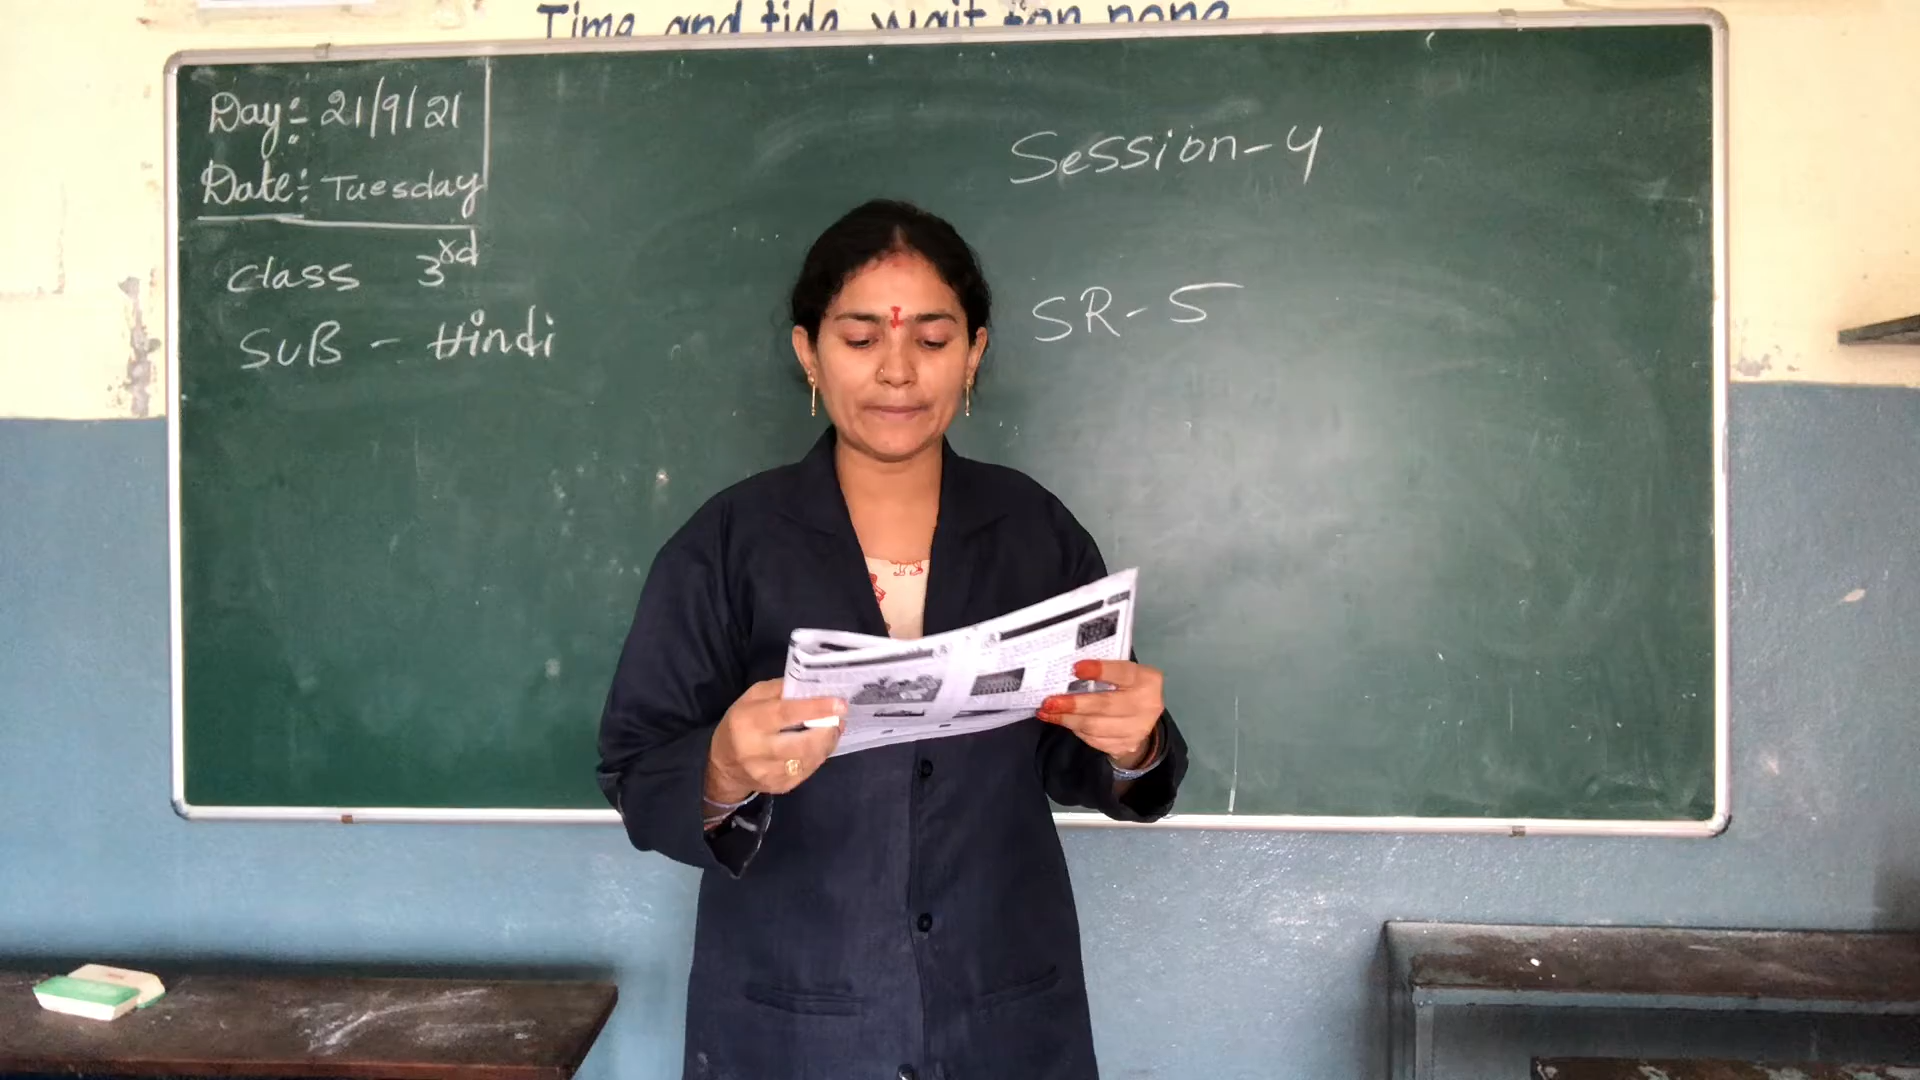 Time and tide wait for none
Day:- 21/9/21
Date:- Tuesday
Class 3rd
SUB - Hindi
Session-4
SR-5